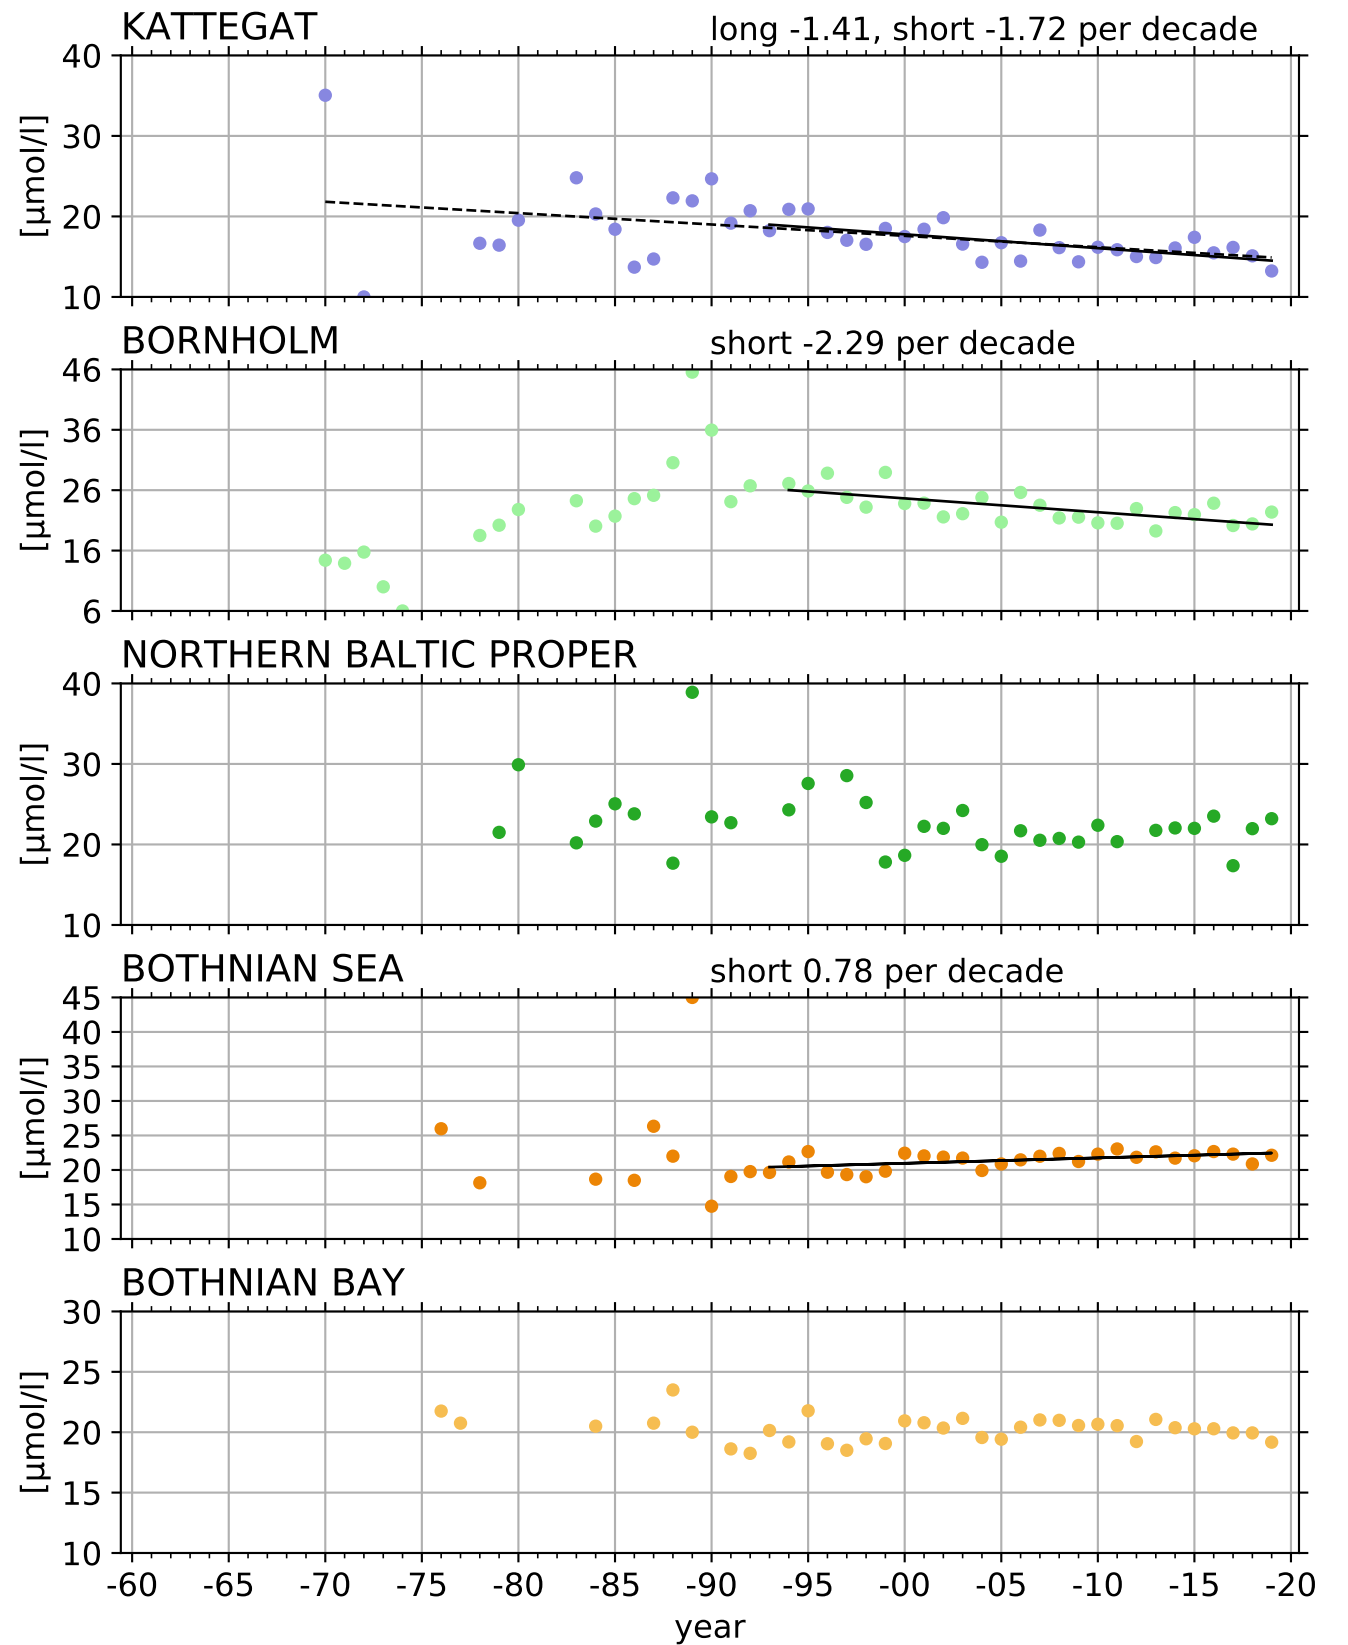 KATTEGAT long -1.41, short -1.72 per decade
40
30
20
10
[μmol/l]
BORNHOLM short -2.29 per decade
46
36
26
16
6
[μmol/l]
NORTHERN BALTIC PROPER
40
30
20
10
[μmol/l]
BOTHNIAN SEA short 0.78 per decade
45
40
35
30
25
20
15
10
[μmol/l]
BOTHNIAN BAY
30
25
20
15
10
[μmol/l]
-60 -65 -70 -75 -80 -85 -90 -95 -00 -05 -10 -15 -20
year